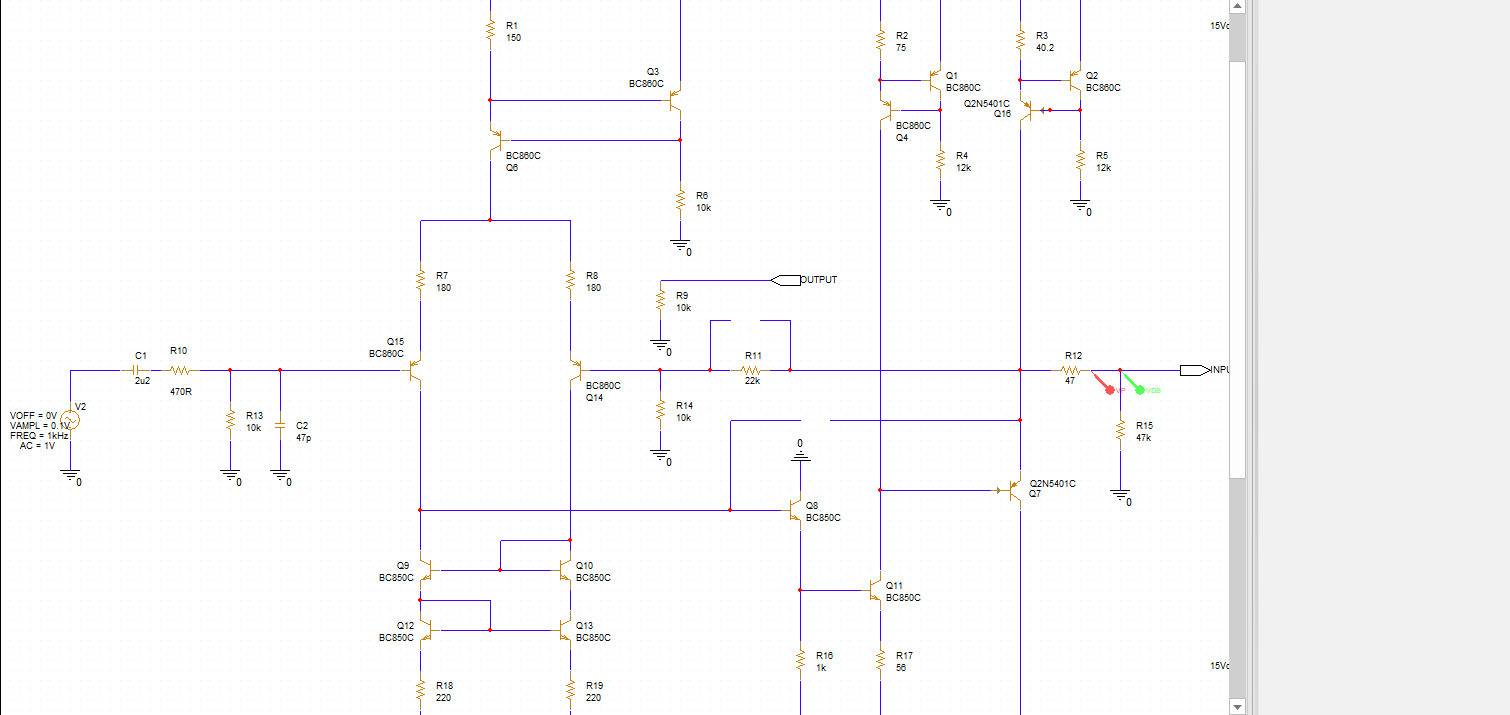 R1
150
R2
75
R3
40.2
15Vc
Q3
BC860C
Q1
BC860C
Q2
BC860C
Q2N5401C
Q16
BC860C
Q4
BC860C
Q6
R4
12k
R5
12k
R6
10k
0
0
0
R7
180
R8
180
OUTPUT
R9
10k
0
Q15
BC860C
C1
2u2
R10
470R
R11
22k
R12
47
INPU
BC860C
Q14
VP
VDB
V2
VOFF = 0V
VAMPL = 0.1V
FREQ = 1kHz
AC = 1V
R13
10k
C2
47p
R14
10k
R15
47k
0
0
0
0
0
0
Q2N5401C
Q7
Q8
BC850C
Q9
BC850C
Q10
BC850C
Q11
BC850C
Q12
BC850C
Q13
BC850C
R16
1k
R17
56
15Vc
R18
220
R19
220